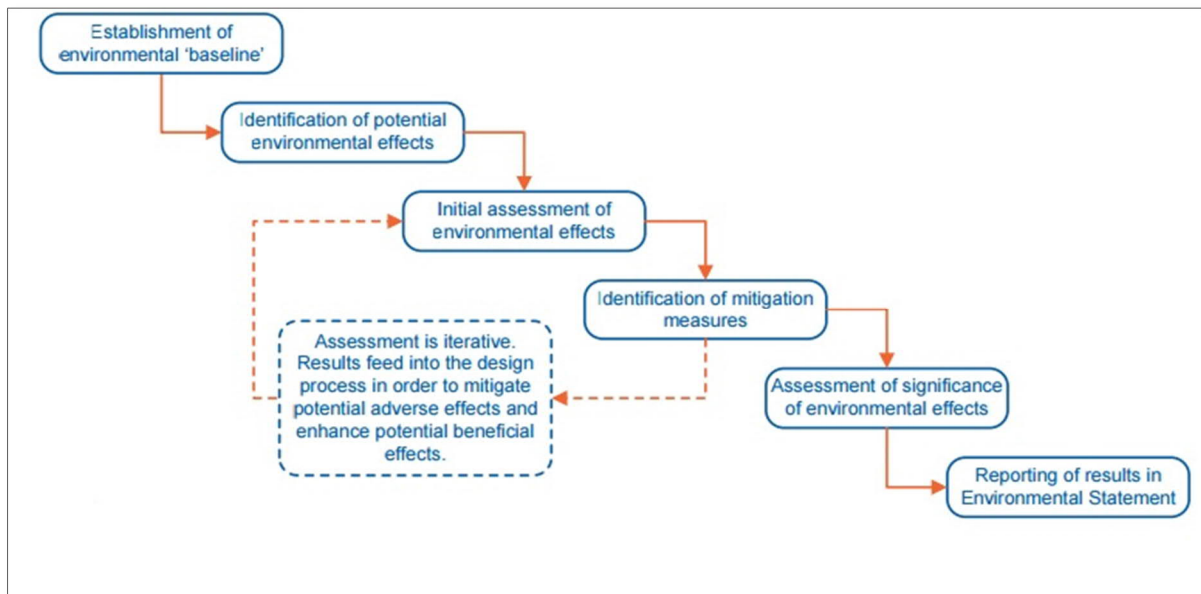 Establishment of
environmental ‘baseline’
Identification of potential
environmental effects
Initial assessment of
environmental effects
Identification of mitigation
measures
Assessment is iterative.
Results feed into the design
process in order to mitigate
potential adverse effects and
enhance potential beneficial
effects.
Assessment of significance
of environmental effects
Reporting of results in
Environmental Statement